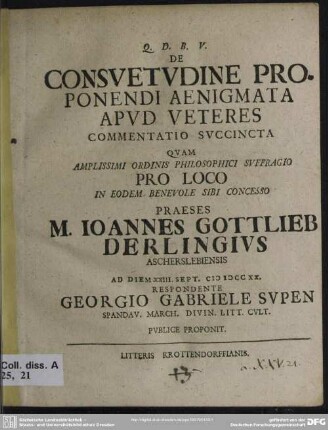 Q. D. B. V.
DE
CONSVETVDINE PRO-
PONENDI AENIGMATA
APVD VETERES
COMMENTATIO SVCCINCTA
QVAM
AMPLISSIMI ORDINIS PHILOSOPHICI SVFFRAGIO
PRO LOCO
IN EODEM BENEVOLE SIBI CONCESSO
PRAESES
M. IOANNES GOTTLIEB
DERLINGIVS
ASCHERSLEBIENSIS
AD DIEM XXIII. SEPT. CIↃ IↃCC XX.
RESPONDENTE
GEORGIO GABRIELE SVPEN
SPANDAV. MARCH. DIVIN. LITT. CVLT.
PVBLICE PROPONIT.
LITTERIS KROTTENDORFFIANIS.
Coll. diss. A
25, 21
DFG